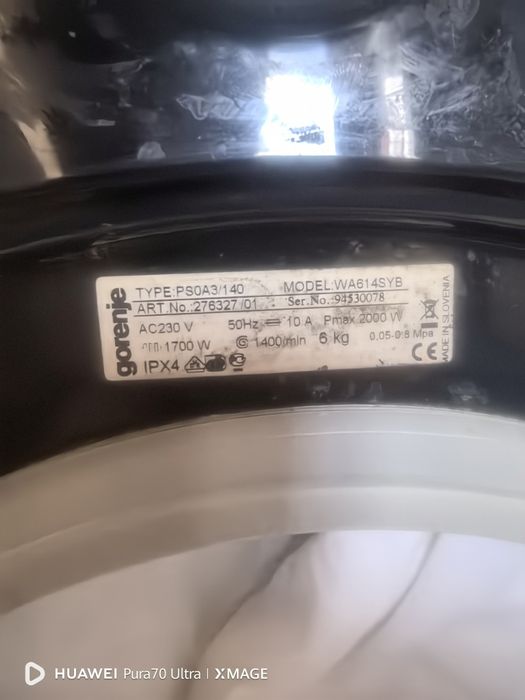 gorenje
TYPE:PS0A3/140 MODEL:WA614SYB
ART.No.:276327/01 Ser.No.:94530078
AC230 V 50Hz 10 A Pmax 2000 W
1700 W 1400/min 6 kg 0,05-0,8 Mpa
IPX4 CE
MADE IN SLOVENIA
HUAWEI Pura70 Ultra | XMAGE